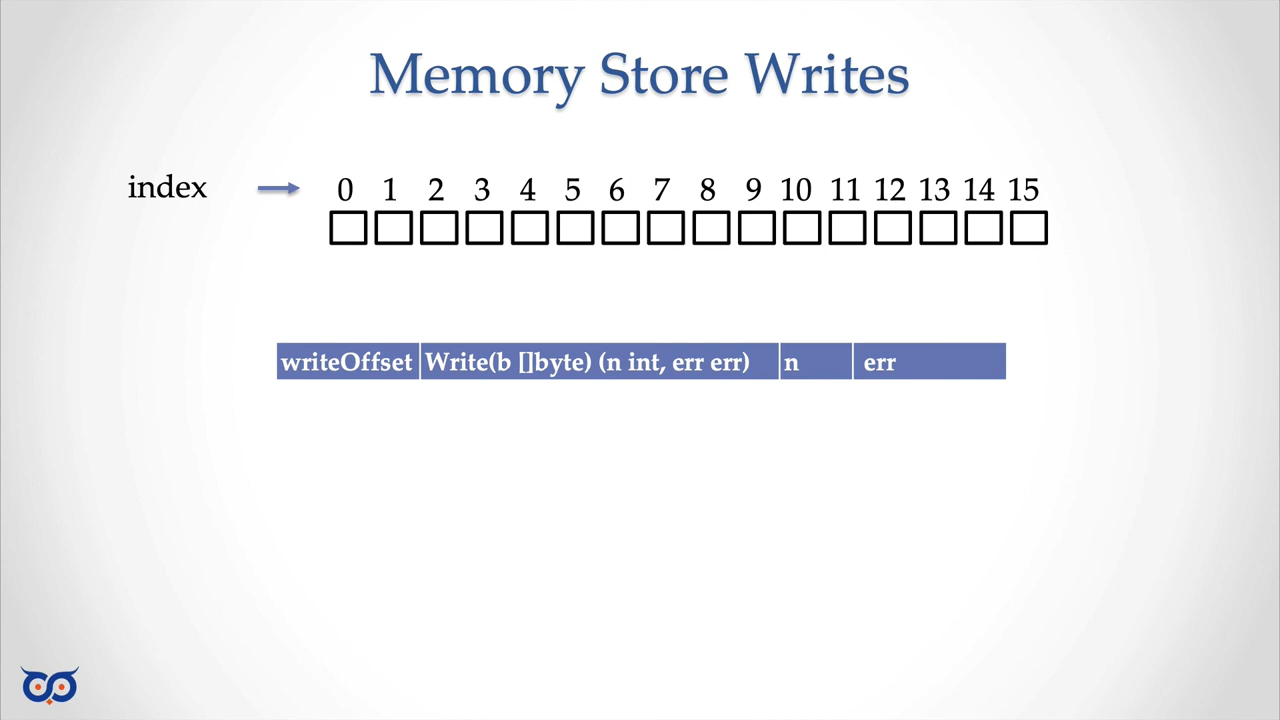 Memory Store Writes
index 0 1 2 3 4 5 6 7 8 9 10 11 12 13 14 15
writeOffset Write(b []byte) (n int, err err) n err